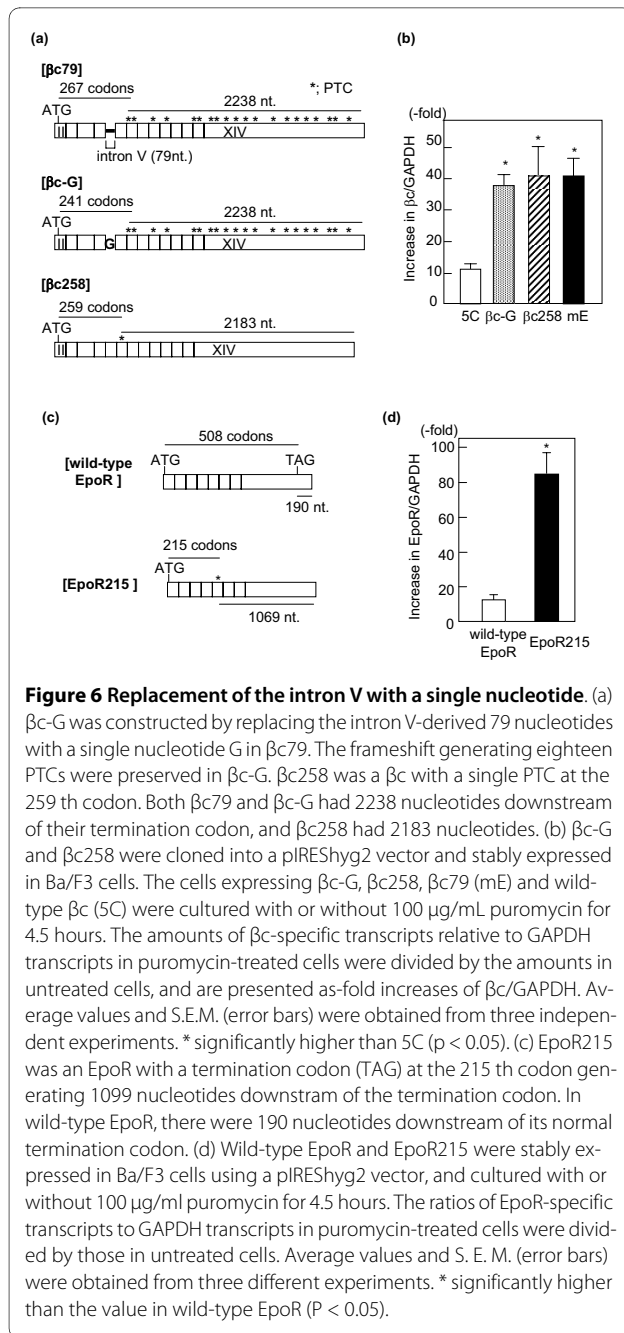 (a)
[βc79]
267 codons
2238 nt.
*; PTC
ATG
** * * ** * * * * * * * * ** *
II
XIV
intron V (79nt.)
[βc-G]
241 codons
2238 nt.
ATG
** * * ** * * * * * * * * ** *
II
G
XIV
[βc258]
259 codons
2183 nt.
ATG
*
II
XIV
(b)
(-fold)
Increase in βc/GAPDH
50
40
30
20
10
0
* * *
5C βc-G βc258 mE
(c)
508 codons
[wild-type
EpoR ]
ATG
TAG
190 nt.
215 codons
[EpoR215 ]
ATG
*
1069 nt.
(d)
(-fold)
Increase in EpoR/GAPDH
100
80
60
40
20
0
*
wild-type
EpoR
EpoR215
Figure 6 Replacement of the intron V with a single nucleotide. (a)
βc-G was constructed by replacing the intron V-derived 79 nucleotides
with a single nucleotide G in βc79. The frameshift generating eighteen
PTCs were preserved in βc-G. βc258 was a βc with a single PTC at the
259 th codon. Both βc79 and βc-G had 2238 nucleotides downstream
of their termination codon, and βc258 had 2183 nucleotides. (b) βc-G
and βc258 were cloned into a pIREShyg2 vector and stably expressed
in Ba/F3 cells. The cells expressing βc-G, βc258, βc79 (mE) and wild-
type βc (5C) were cultured with or without 100 μg/mL puromycin for
4.5 hours. The amounts of βc-specific transcripts relative to GAPDH
transcripts in puromycin-treated cells were divided by the amounts in
untreated cells, and are presented as-fold increases of βc/GAPDH. Av-
erage values and S.E.M. (error bars) were obtained from three indepen-
dent experiments. * significantly higher than 5C (p < 0.05). (c) EpoR215
was an EpoR with a termination codon (TAG) at the 215 th codon gen-
erating 1099 nucleotides downstram of the termination codon. In
wild-type EpoR, there were 190 nucleotides downstream of its normal
termination codon. (d) Wild-type EpoR and EpoR215 were stably ex-
pressed in Ba/F3 cells using a pIREShyg2 vector, and cultured with or
without 100 μg/ml puromycin for 4.5 hours. The ratios of EpoR-specific
transcripts to GAPDH transcripts in puromycin-treated cells were divid-
ed by those in untreated cells. Average values and S. E. M. (error bars)
were obtained from three different experiments. * significantly higher
than the value in wild-type EpoR (P < 0.05).